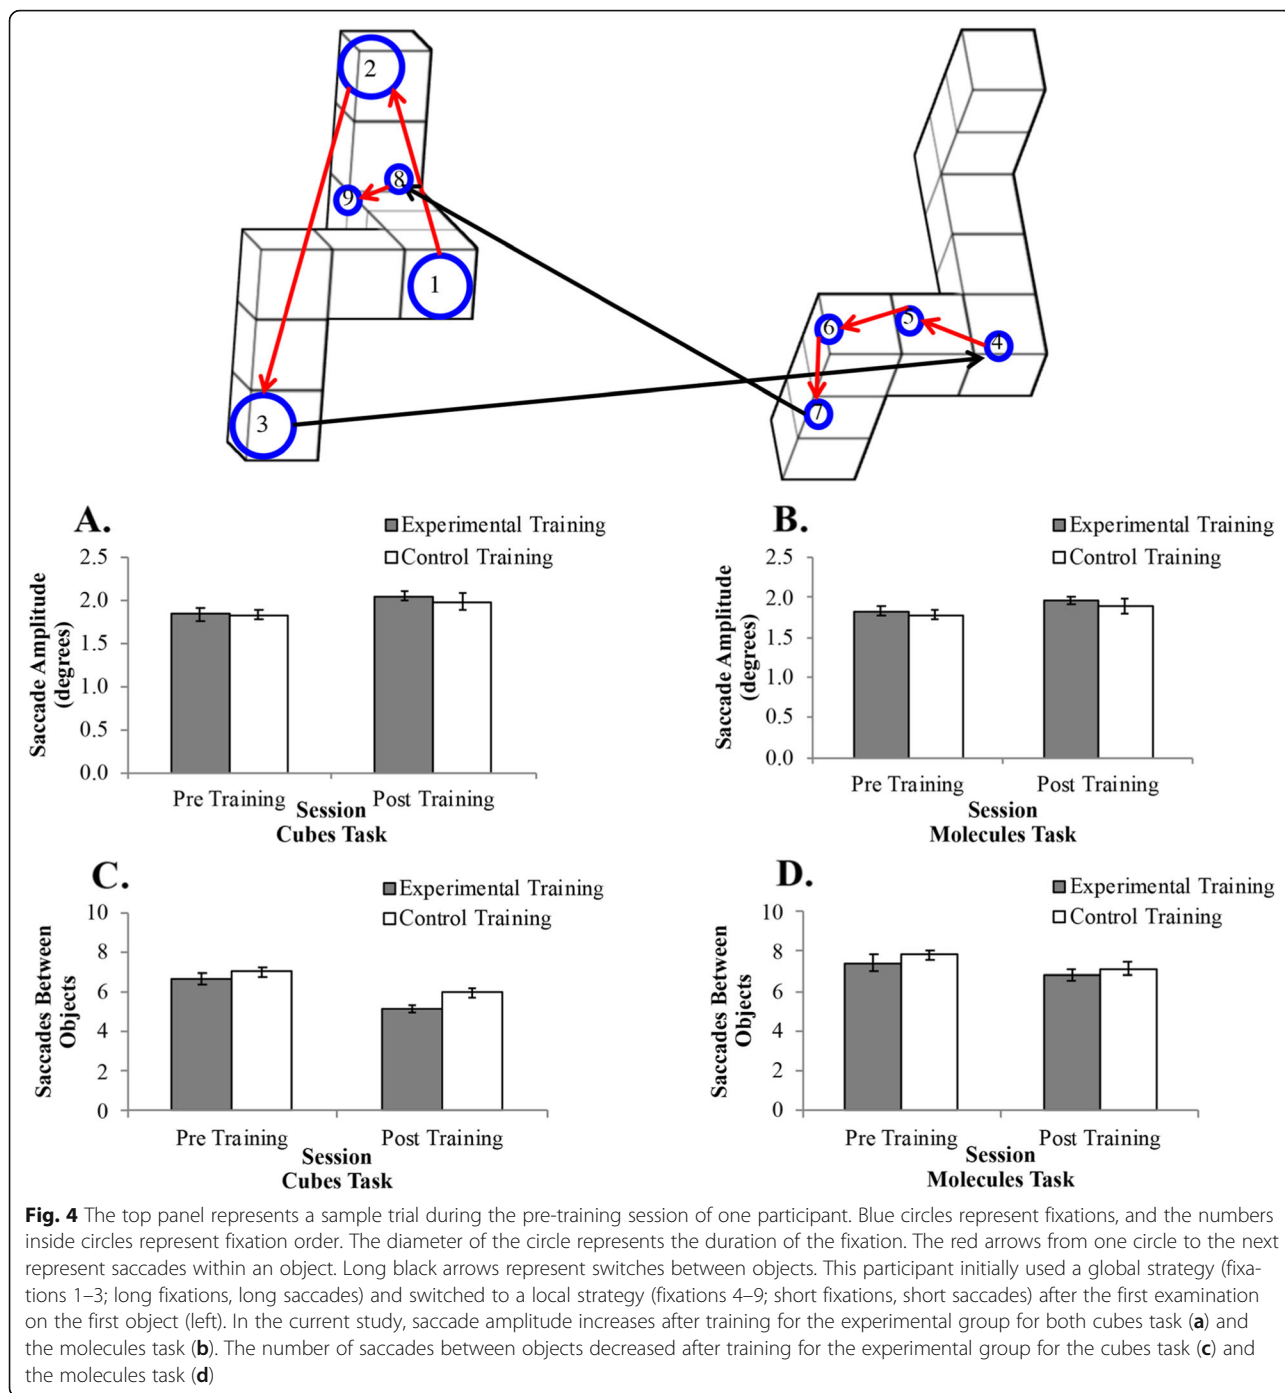 2
8
9
1
3
6
5
4
7
A.
Experimental Training
Control Training
2.5
2.0
1.5
1.0
0.5
0.0
Saccade Amplitude
(degrees)
Pre Training
Post Training
Session
Cubes Task
B.
Experimental Training
Control Training
2.5
2.0
1.5
1.0
0.5
0.0
Saccade Amplitude
(degrees)
Pre Training
Post Training
Session
Molecules Task
C.
Experimental Training
Control Training
10
8
6
4
2
0
Saccades Between
Objects
Pre Training
Post Training
Session
Cubes Task
D.
Experimental Training
Control Training
10
8
6
4
2
0
Saccades Between
Objects
Pre Training
Post Training
Session
Molecules Task
Fig. 4 The top panel represents a sample trial during the pre-training session of one participant. Blue circles represent fixations, and the numbers
inside circles represent fixation order. The diameter of the circle represents the duration of the fixation. The red arrows from one circle to the next
represent saccades within an object. Long black arrows represent switches between objects. This participant initially used a global strategy (fixa-
tions 1–3; long fixations, long saccades) and switched to a local strategy (fixations 4–9; short fixations, short saccades) after the first examination
on the first object (left). In the current study, saccade amplitude increases after training for the experimental group for both cubes task (a) and
the molecules task (b). The number of saccades between objects decreased after training for the experimental group for the cubes task (c) and
the molecules task (d)